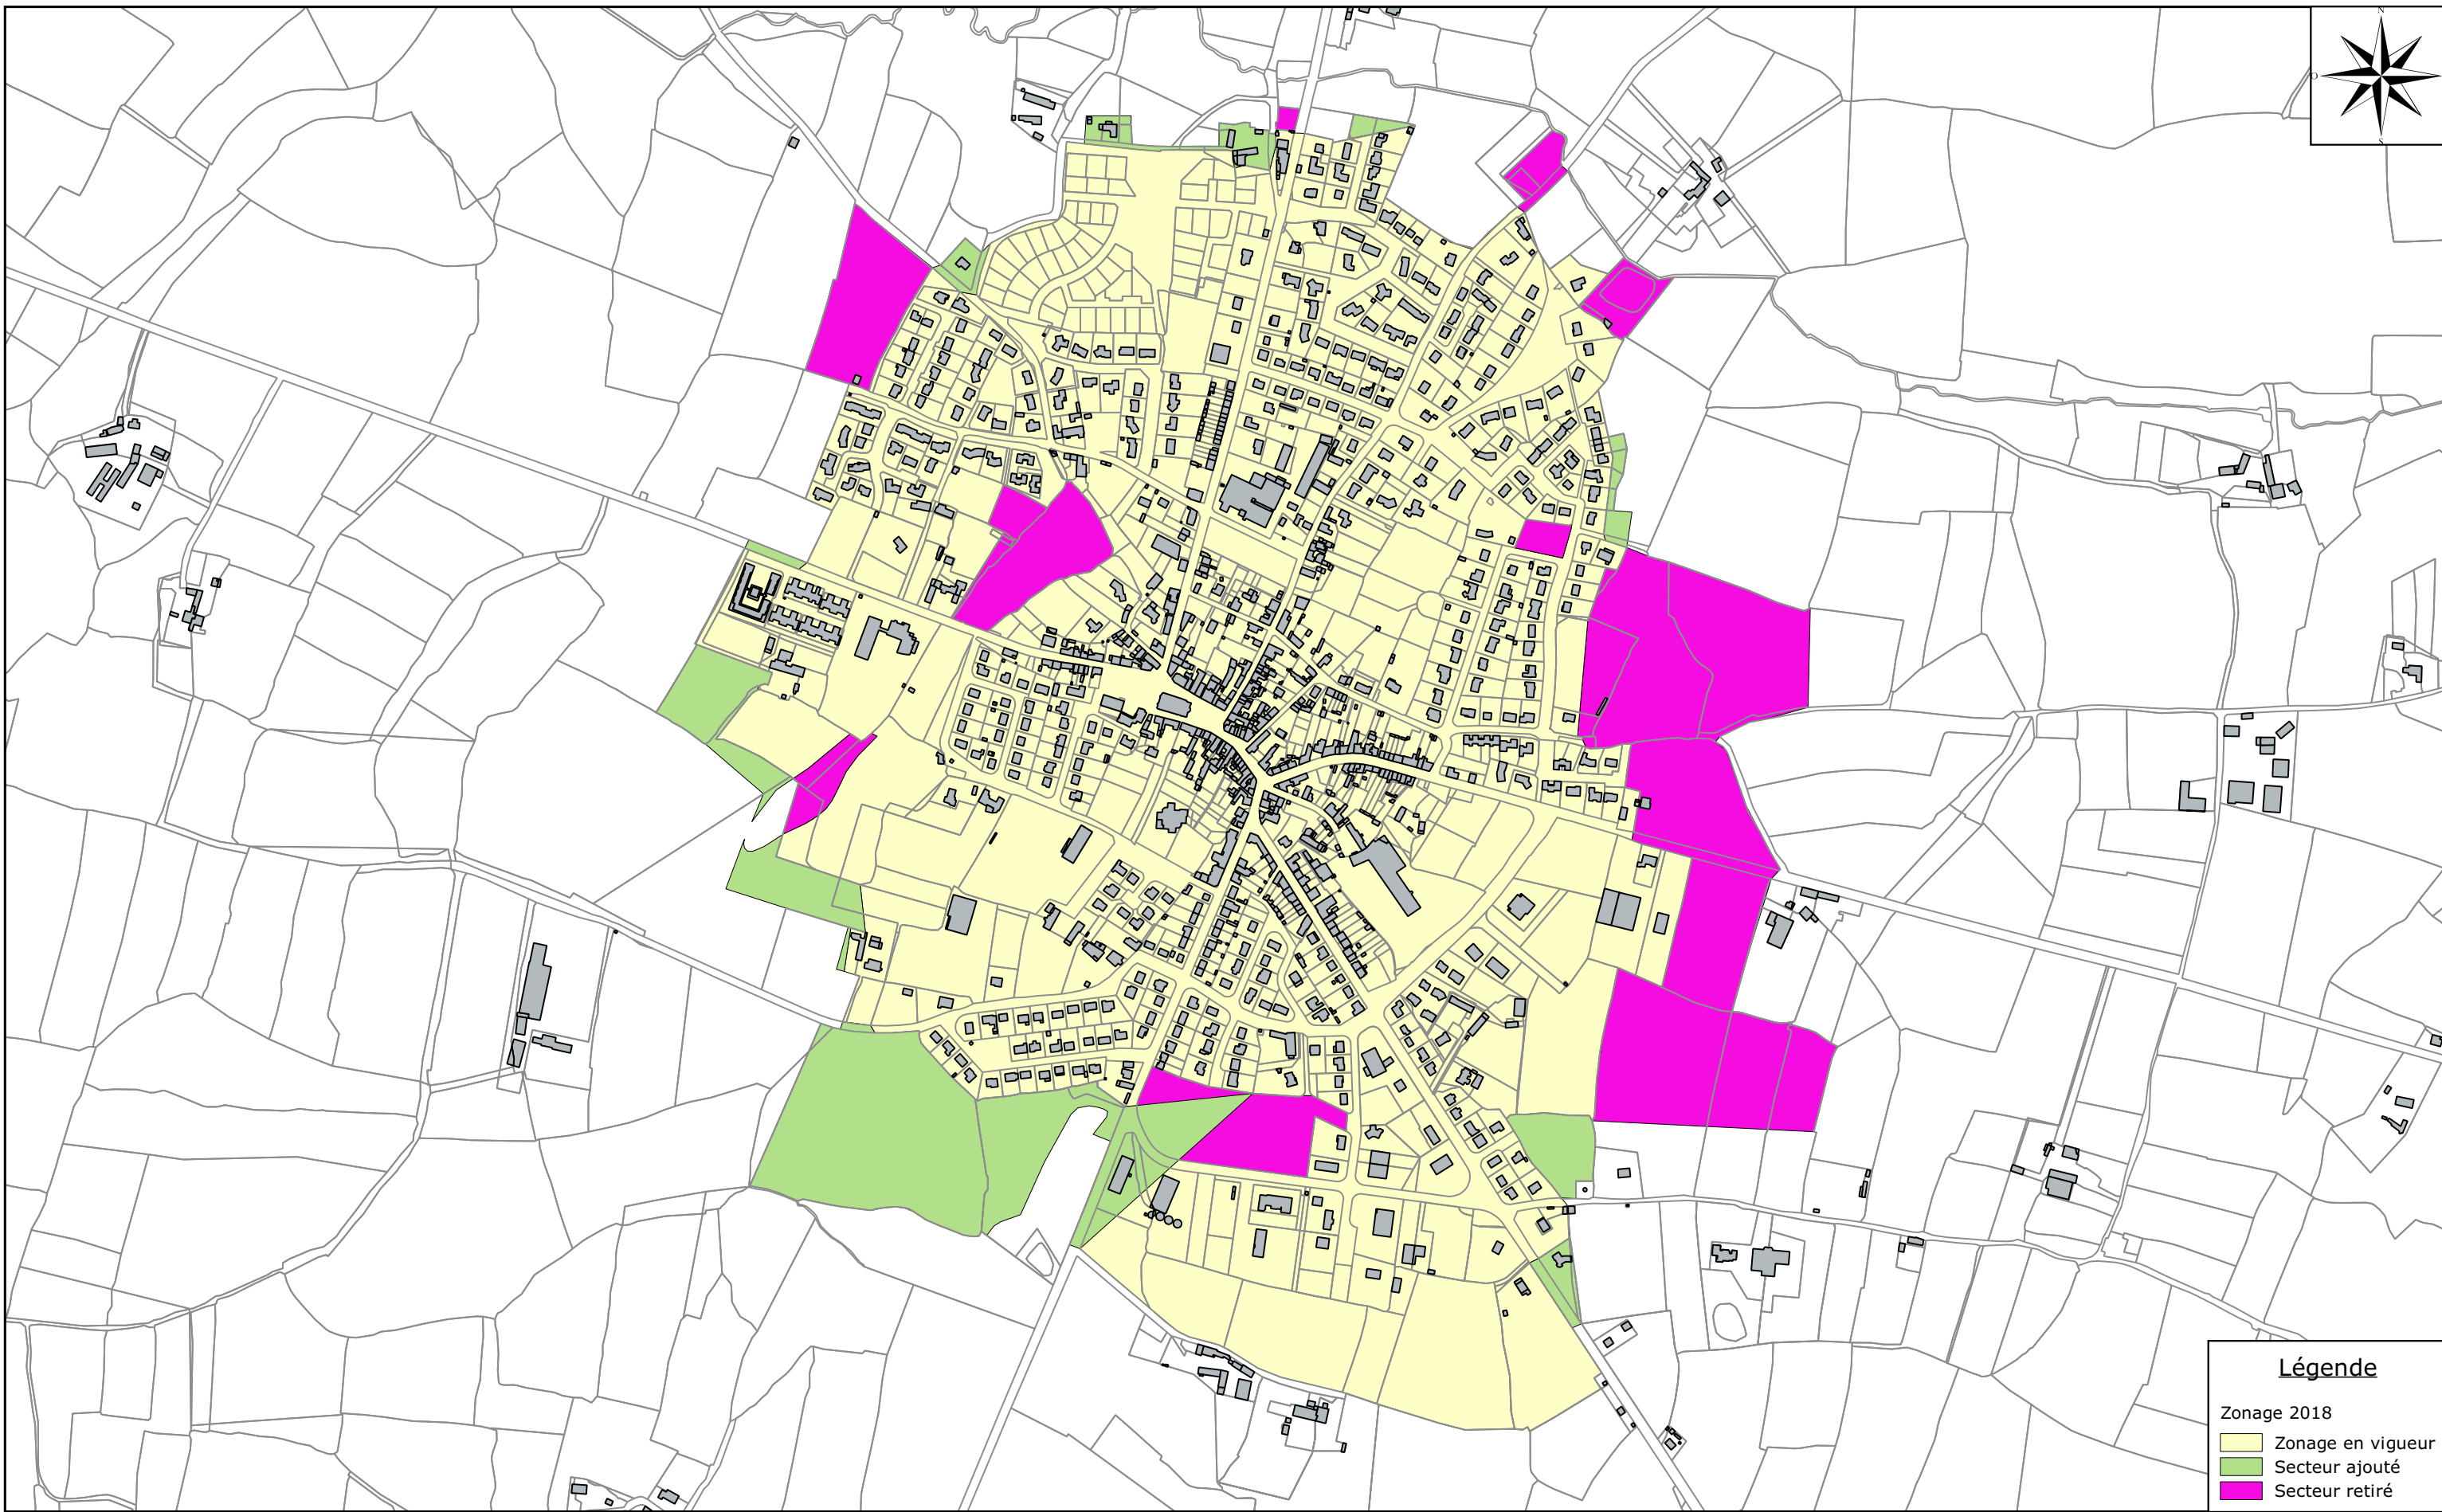 N
O
S
Légende
Zonage 2018
Zonage en vigueur
Secteur ajouté
Secteur retiré